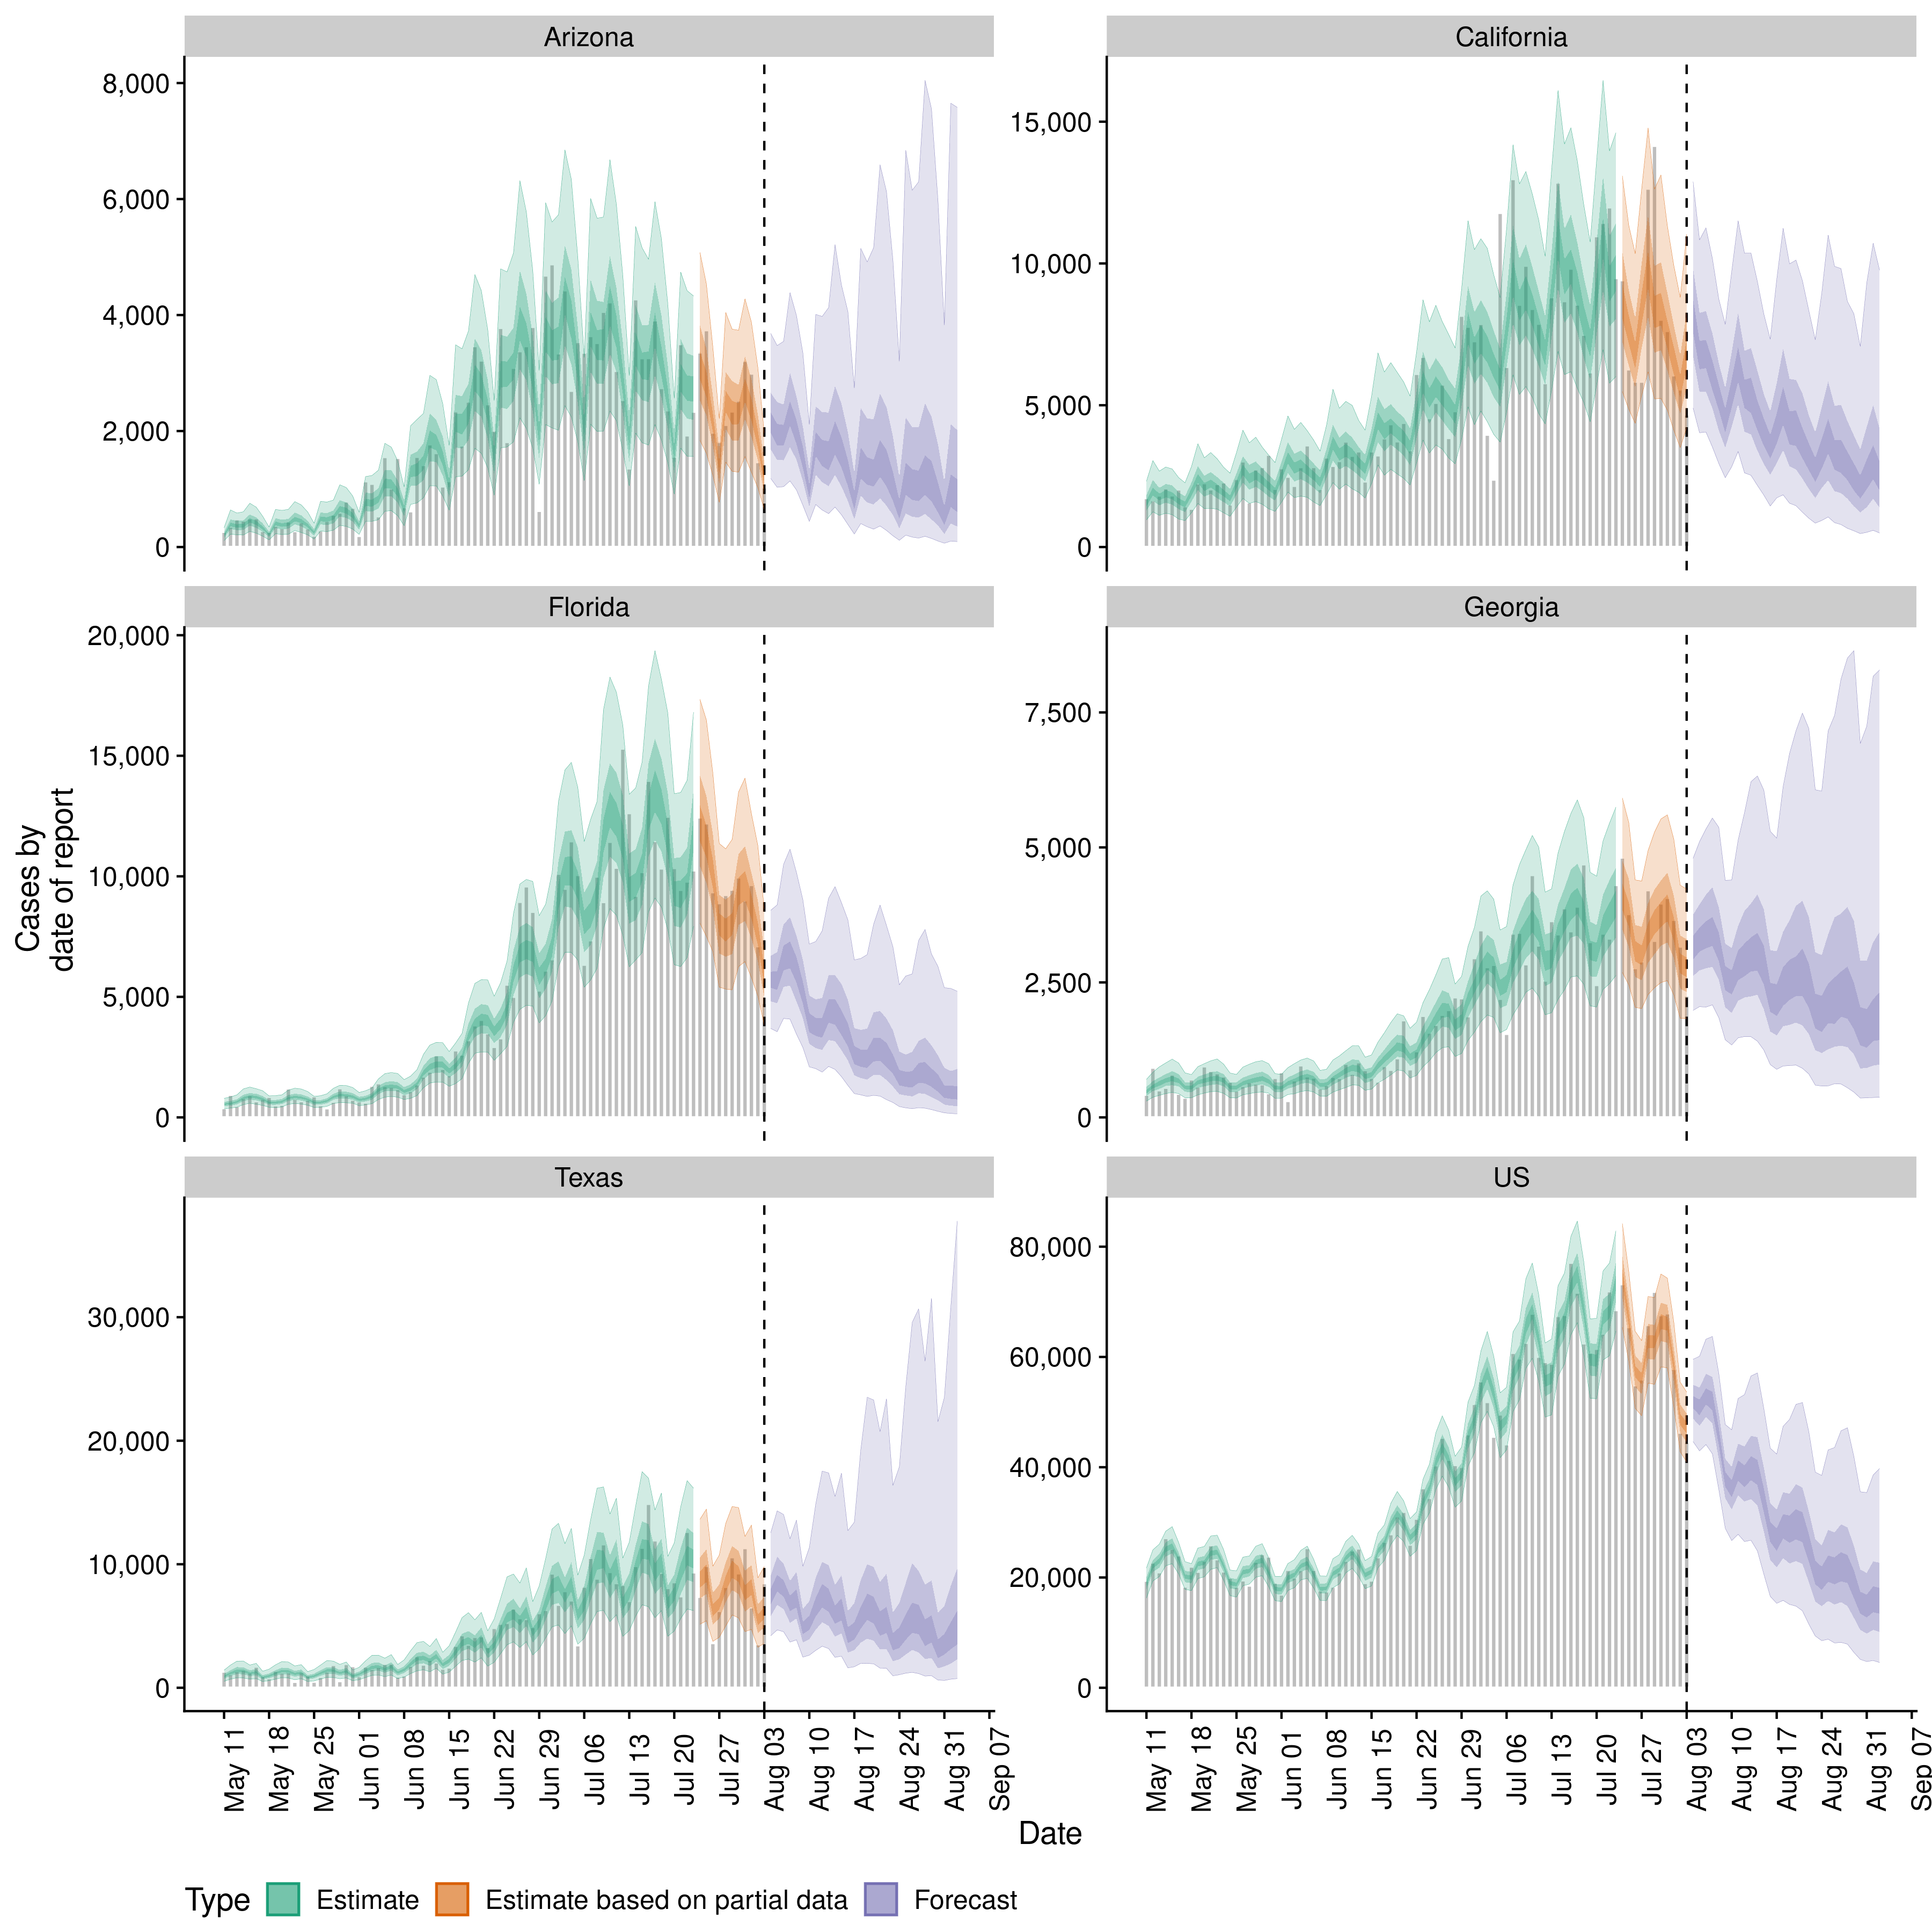 Arizona
California
8,000
6,000
4,000
2,000
0
15,000
10,000
5,000
0
Florida
Georgia
20,000
15,000
10,000
5,000
0
7,500
5,000
2,500
0
Texas
US
30,000
20,000
10,000
0
80,000
60,000
40,000
20,000
0
Cases by
date of report
May 11
May 18
May 25
Jun 01
Jun 08
Jun 15
Jun 22
Jun 29
Jul 06
Jul 13
Jul 20
Jul 27
Aug 03
Aug 10
Aug 17
Aug 24
Aug 31
Sep 07
May 11
May 18
May 25
Jun 01
Jun 08
Jun 15
Jun 22
Jun 29
Jul 06
Jul 13
Jul 20
Jul 27
Aug 03
Aug 10
Aug 17
Aug 24
Aug 31
Sep 07
Date
Type Estimate Estimate based on partial data Forecast